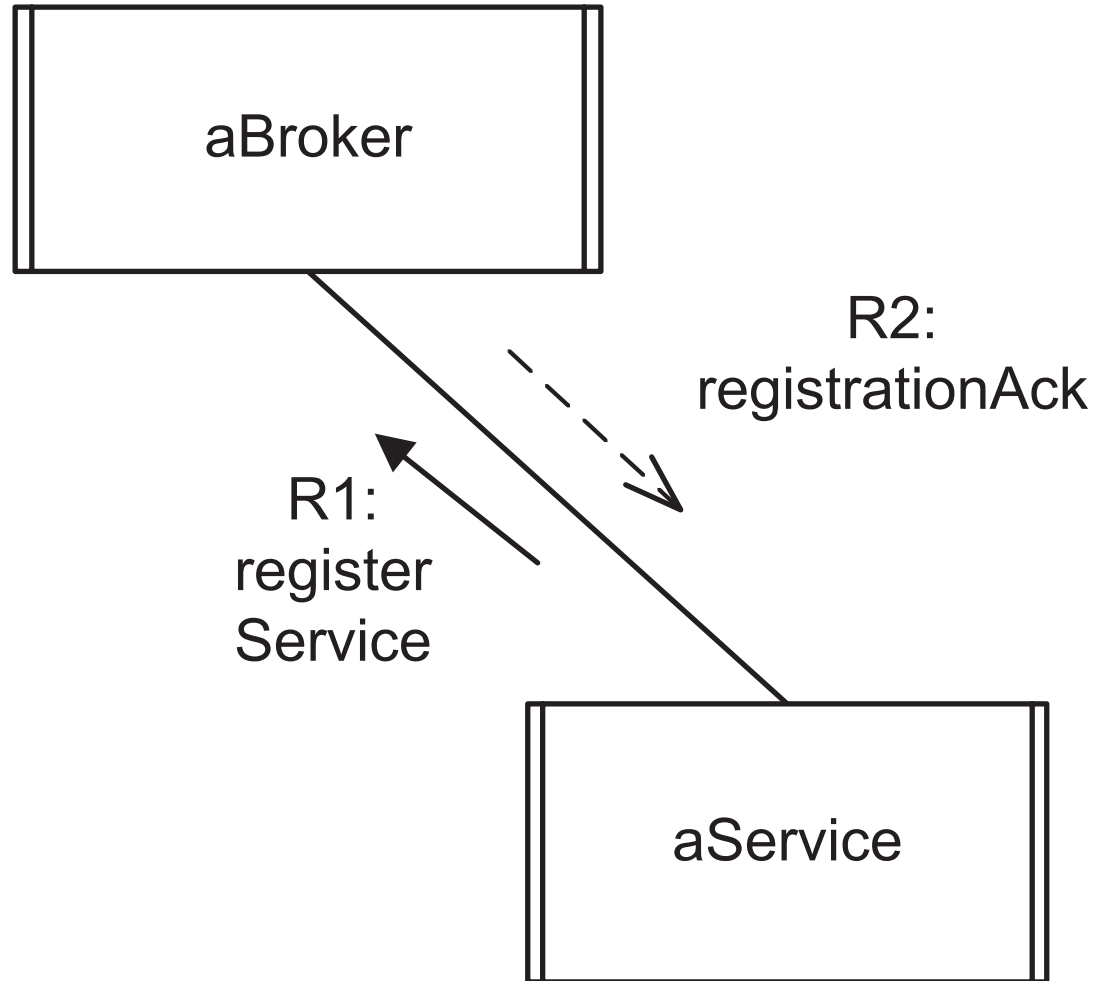 aBroker
R2:
registrationAck
R1:
register
Service
aService